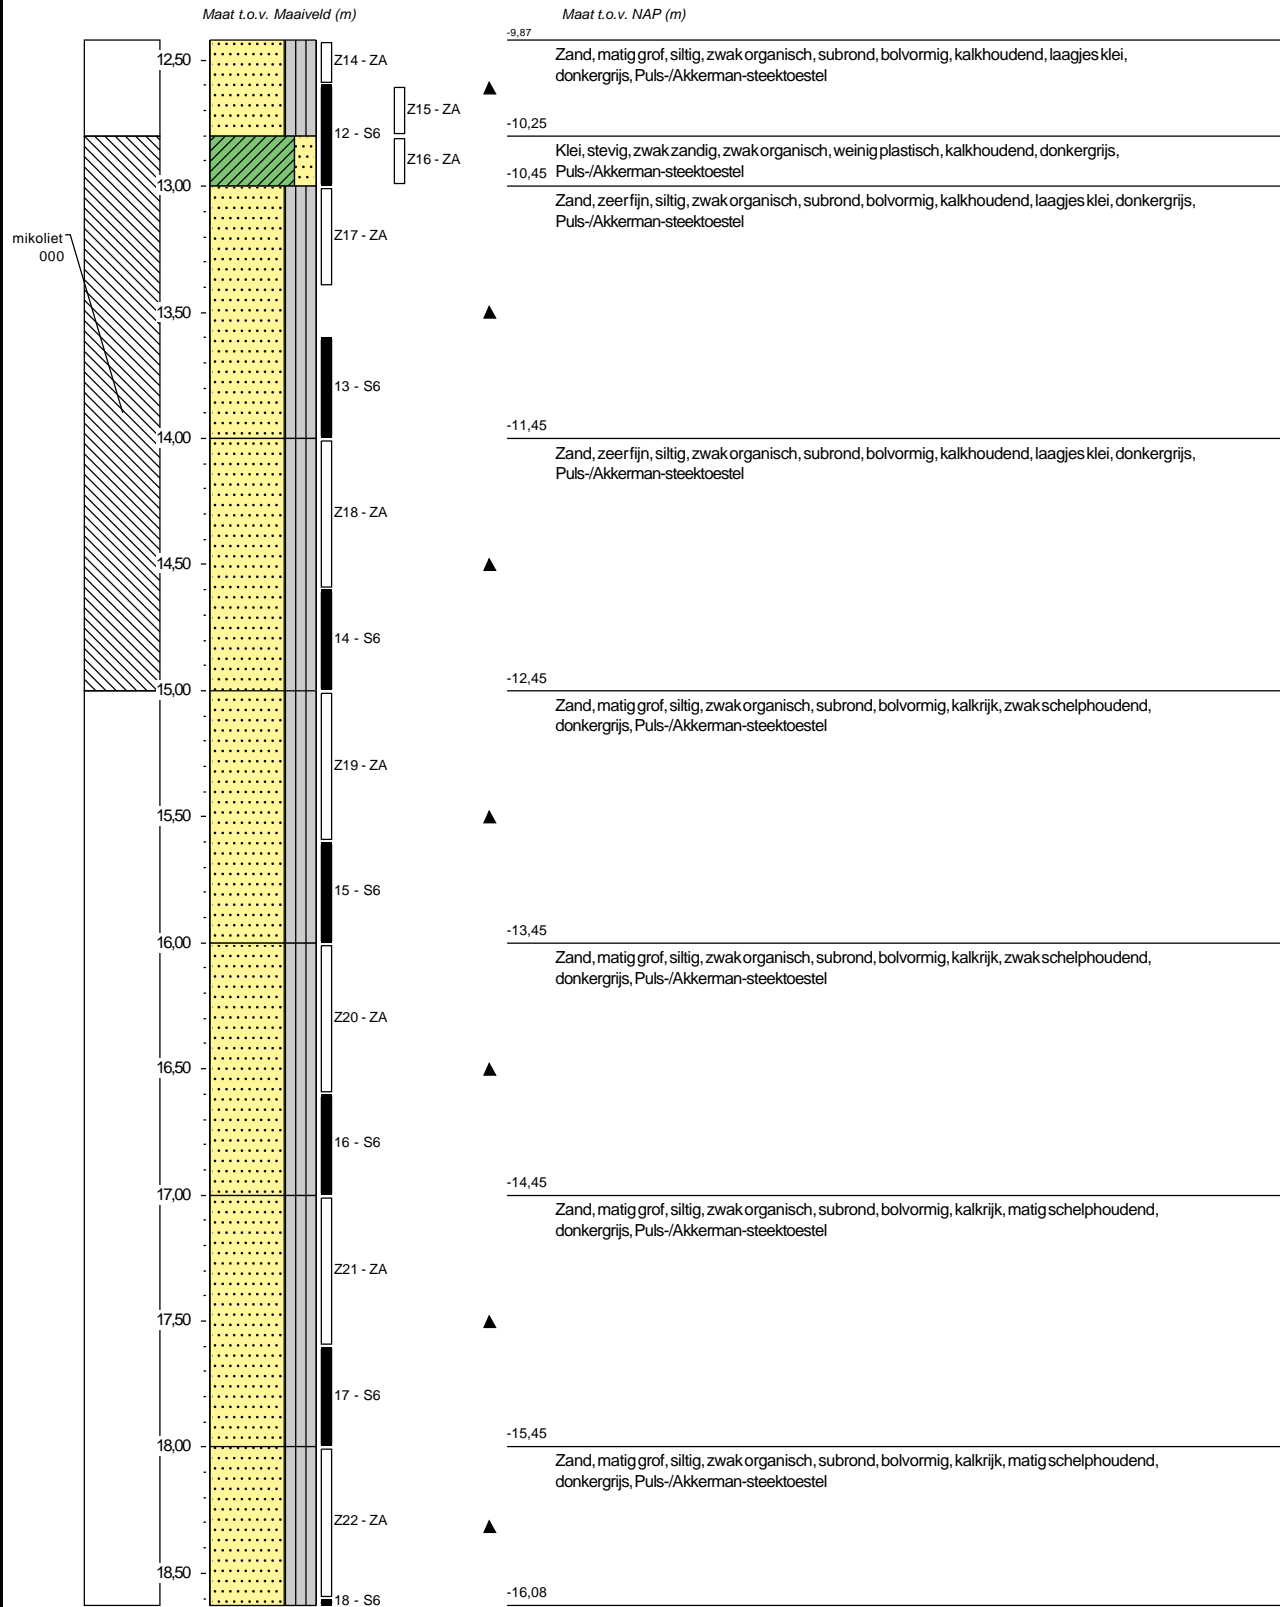 Maat t.o.v. Maaiveld (m)
Maat t.o.v. NAP (m)
-9,87
12,50
Z14 - ZA
Zand, matig grof, siltig, zwak organisch, subrond, bolvormig, kalkhoudend, laagjes klei,
donkergrijs, Puls-/Akkerman-steektoestel
Z15 - ZA
12 - S6
-10,25
Z16 - ZA
Klei, stevig, zwak zandig, zwak organisch, weinig plastisch, kalkhoudend, donkergrijs,
Puls-/Akkerman-steektoestel
-10,45
13,00
Zand, zeer fijn, siltig, zwak organisch, subrond, bolvormig, kalkhoudend, laagjes klei, donkergrijs,
Puls-/Akkerman-steektoestel
Z17 - ZA
mikoliet
000
13,50
13 - S6
14,00
-11,45
Zand, zeer fijn, siltig, zwak organisch, subrond, bolvormig, kalkhoudend, laagjes klei, donkergrijs,
Puls-/Akkerman-steektoestel
Z18 - ZA
14,50
14 - S6
15,00
-12,45
Zand, matig grof, siltig, zwak organisch, subrond, bolvormig, kalkrijk, zwak schelphoudend,
donkergrijs, Puls-/Akkerman-steektoestel
Z19 - ZA
15,50
15 - S6
16,00
-13,45
Zand, matig grof, siltig, zwak organisch, subrond, bolvormig, kalkrijk, zwak schelphoudend,
donkergrijs, Puls-/Akkerman-steektoestel
Z20 - ZA
16,50
16 - S6
17,00
-14,45
Zand, matig grof, siltig, zwak organisch, subrond, bolvormig, kalkrijk, matig schelphoudend,
donkergrijs, Puls-/Akkerman-steektoestel
Z21 - ZA
17,50
17 - S6
18,00
-15,45
Zand, matig grof, siltig, zwak organisch, subrond, bolvormig, kalkrijk, matig schelphoudend,
donkergrijs, Puls-/Akkerman-steektoestel
Z22 - ZA
18,50
18 - S6
-16,08